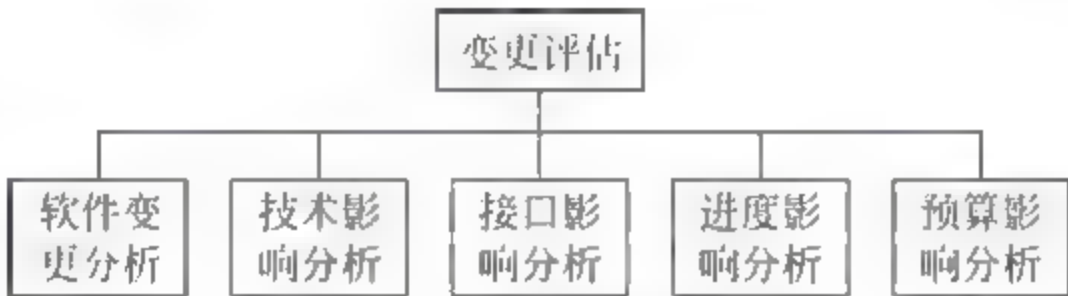 变更评估
软件变
更分析
技术影
响分析
接口影
响分析
进度影
响分析
预算影
响分析